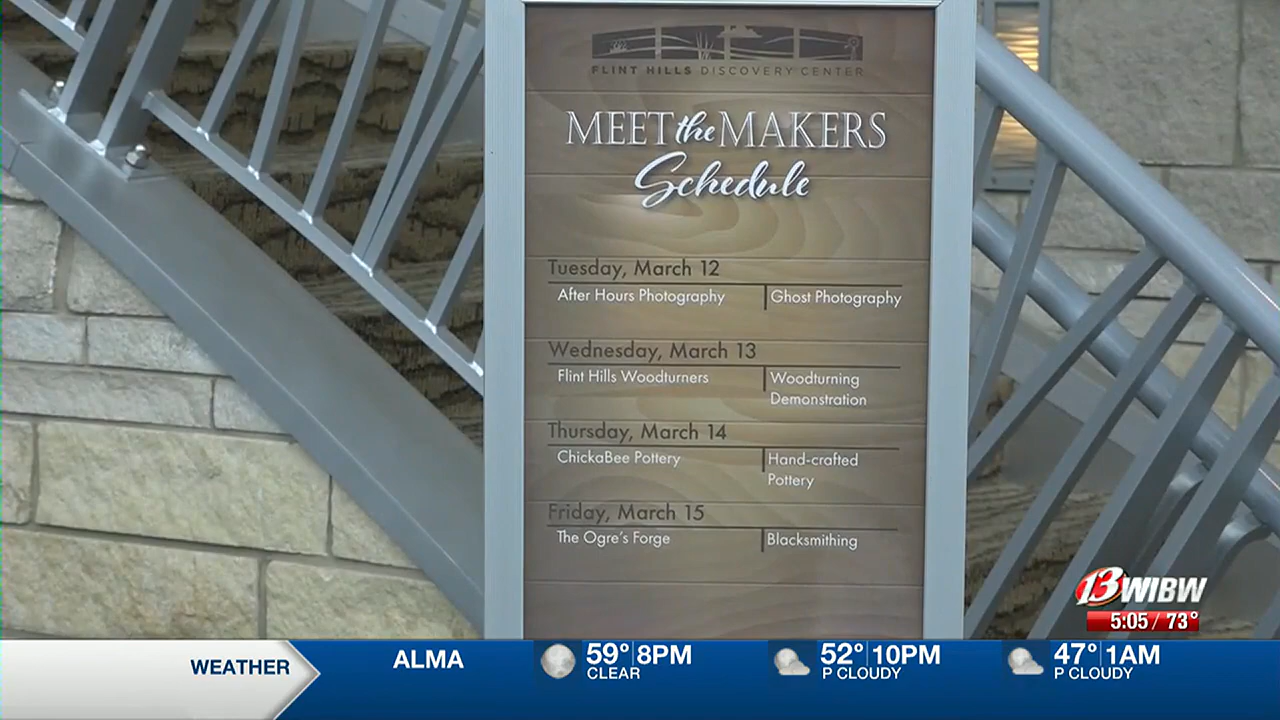 FLINT HILLS DISCOVERY CENTER
MEET the MAKERS
Schedule
Tuesday, March 12
After Hours Photography
Ghost Photography
Wednesday, March 13
Flint Hills Woodturners
Woodturning
Demonstration
Thursday, March 14
ChickaBee Pottery
Hand-crafted
Pottery
Friday, March 15
The Ogre's Forge
Blacksmithing
13 WIBW
5:05 / 73°
WEATHER
ALMA
59° 8PM
CLEAR
52° 10PM
P CLOUDY
47° 1AM
P CLOUDY